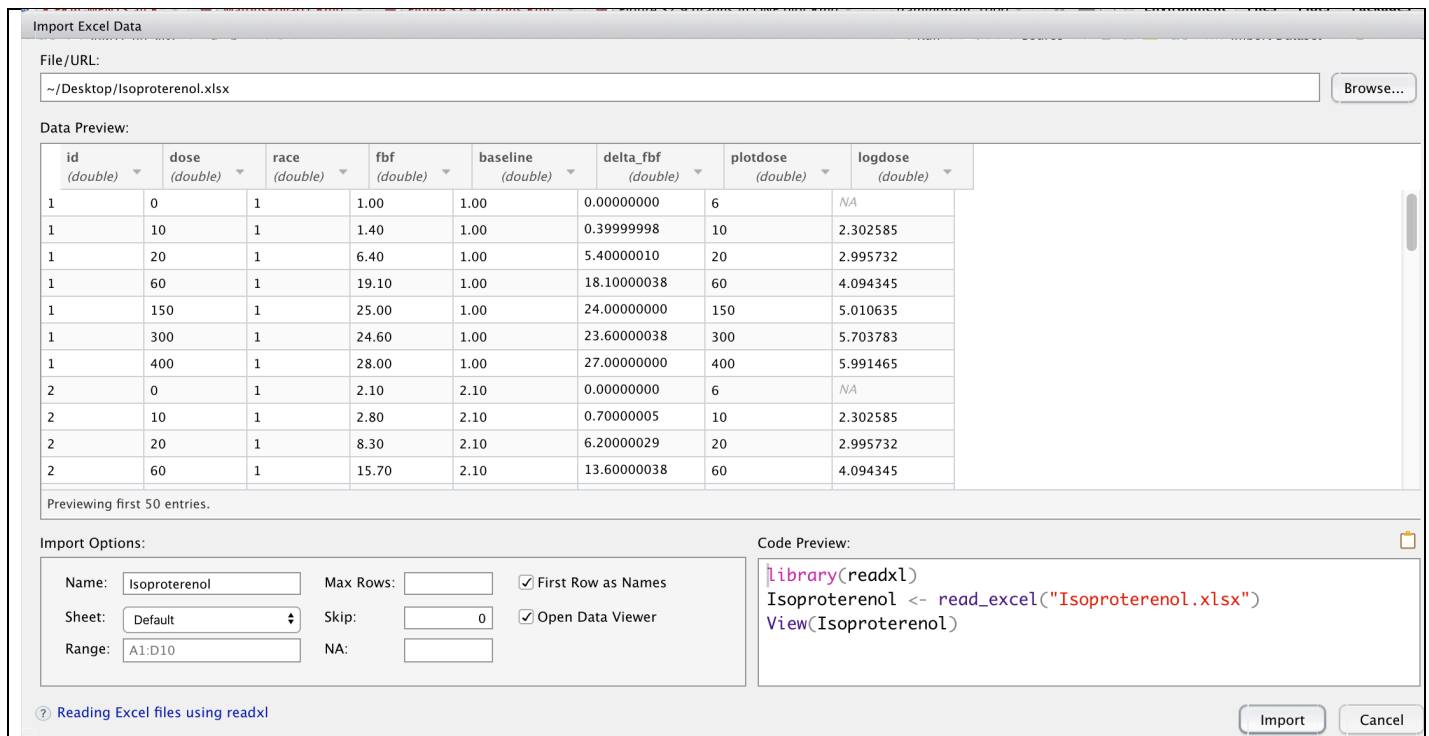 Import Excel Data
File/URL:
~/Desktop/Isoproterenol.xlsx
Browse...
Data Preview:
id dose race fbf baseline delta_fbf plotdose logdose
(double) (double) (double) (double) (double) (double) (double) (double)
1 0 1 1.00 1.00 0.00000000 6 NA
1 10 1 1.40 1.00 0.39999998 10 2.302585
1 20 1 6.40 1.00 5.40000010 20 2.995732
1 60 1 19.10 1.00 18.10000038 60 4.094345
1 150 1 25.00 1.00 24.00000000 150 5.010635
1 300 1 24.60 1.00 23.60000038 300 5.703783
1 400 1 28.00 1.00 27.00000000 400 5.991465
2 0 1 2.10 2.10 0.00000000 6 NA
2 10 1 2.80 2.10 0.70000005 10 2.302585
2 20 1 8.30 2.10 6.20000029 20 2.995732
2 60 1 15.70 2.10 13.60000038 60 4.094345
Previewing first 50 entries.
Import Options:
Name: Isoproterenol Max Rows: First Row as Names
Sheet: Default Skip: 0 Open Data Viewer
Range: A1:D10 NA:
Code Preview:
library(readxl)
Isoproterenol <- read_excel("Isoproterenol.xlsx")
View(Isoproterenol)
? Reading Excel files using readxl
Import Cancel